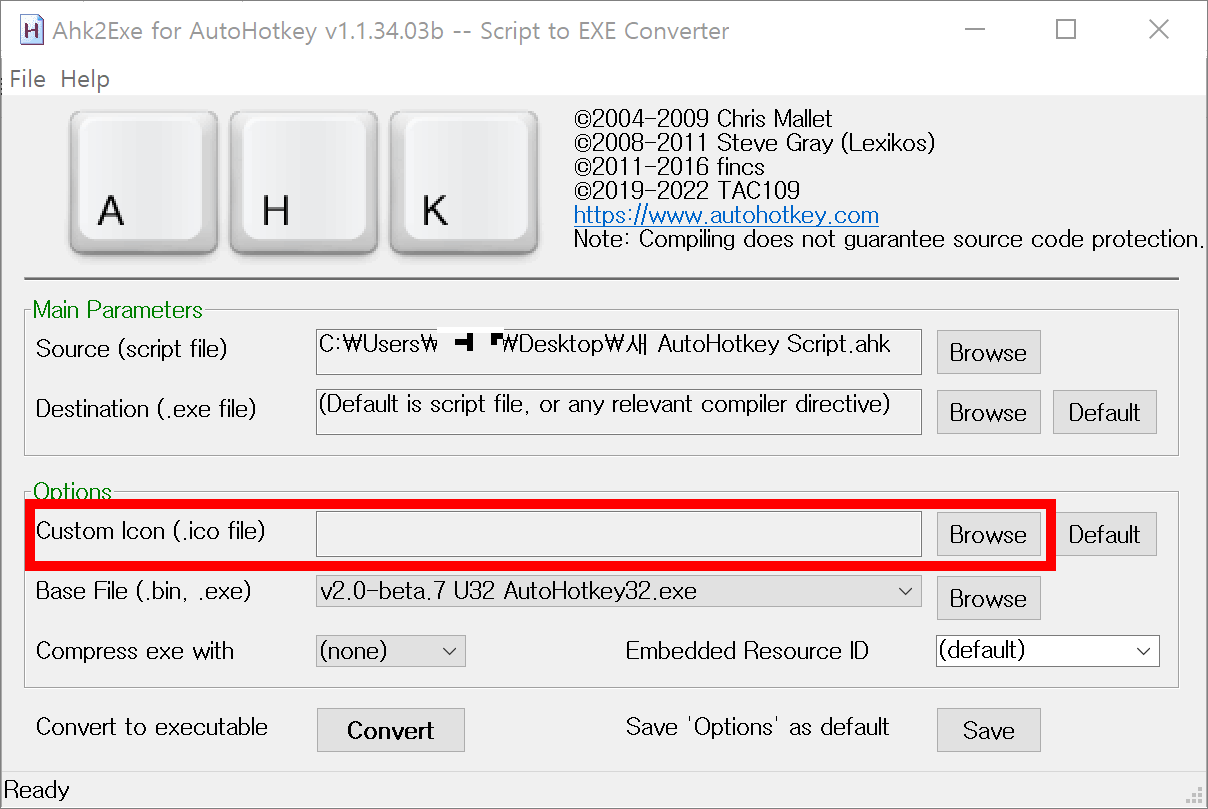 Ahk2Exe for AutoHotkey v1.1.34.03b -- Script to EXE Converter
File Help
A H K
©2004-2009 Chris Mallet
©2008-2011 Steve Gray (Lexikos)
©2011-2016 fincs
©2019-2022 TAC109
https://www.autohotkey.com
Note: Compiling does not guarantee source code protection.
Main Parameters
Source (script file) C:₩Users₩ ₩Desktop₩새 AutoHotkey Script.ahk Browse
Destination (.exe file) (Default is script file, or any relevant compiler directive) Browse Default
Options
Custom Icon (.ico file) Browse Default
Base File (.bin, .exe) v2.0-beta.7 U32 AutoHotkey32.exe Browse
Compress exe with (none) Embedded Resource ID (default)
Convert to executable Convert Save 'Options' as default Save
Ready